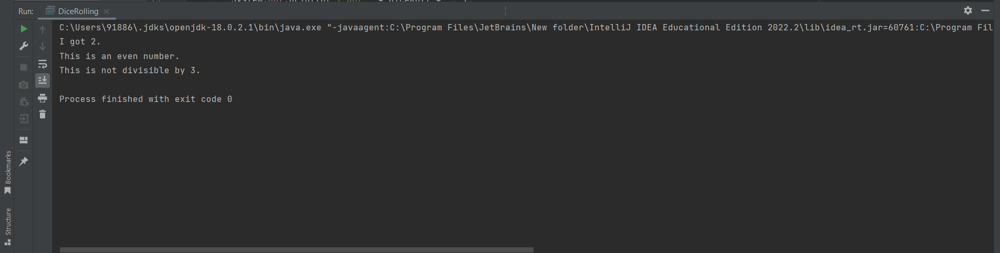 Run: DiceRolling
C:\Users\91886\.jdks\openjdk-18.0.2.1\bin\java.exe "-javaagent:C:\Program Files\JetBrains\New folder\IntelliJ IDEA Educational Edition 2022.2\lib\idea_rt.jar=60761:C:\Program Fil
I got 2.
This is an even number.
This is not divisible by 3.
Process finished with exit code 0
Bookmarks
Structure